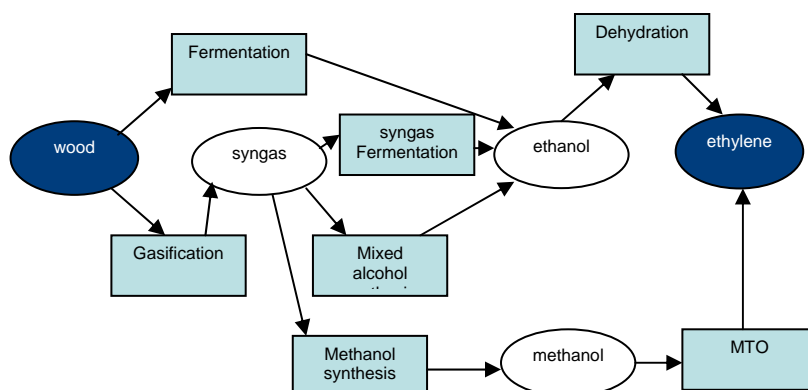 Fermentation
Dehydration
wood
syngas
syngas
Fermentation
ethanol
ethylene
Gasification
Mixed
alcohol
Methanol
synthesis
methanol
MTO